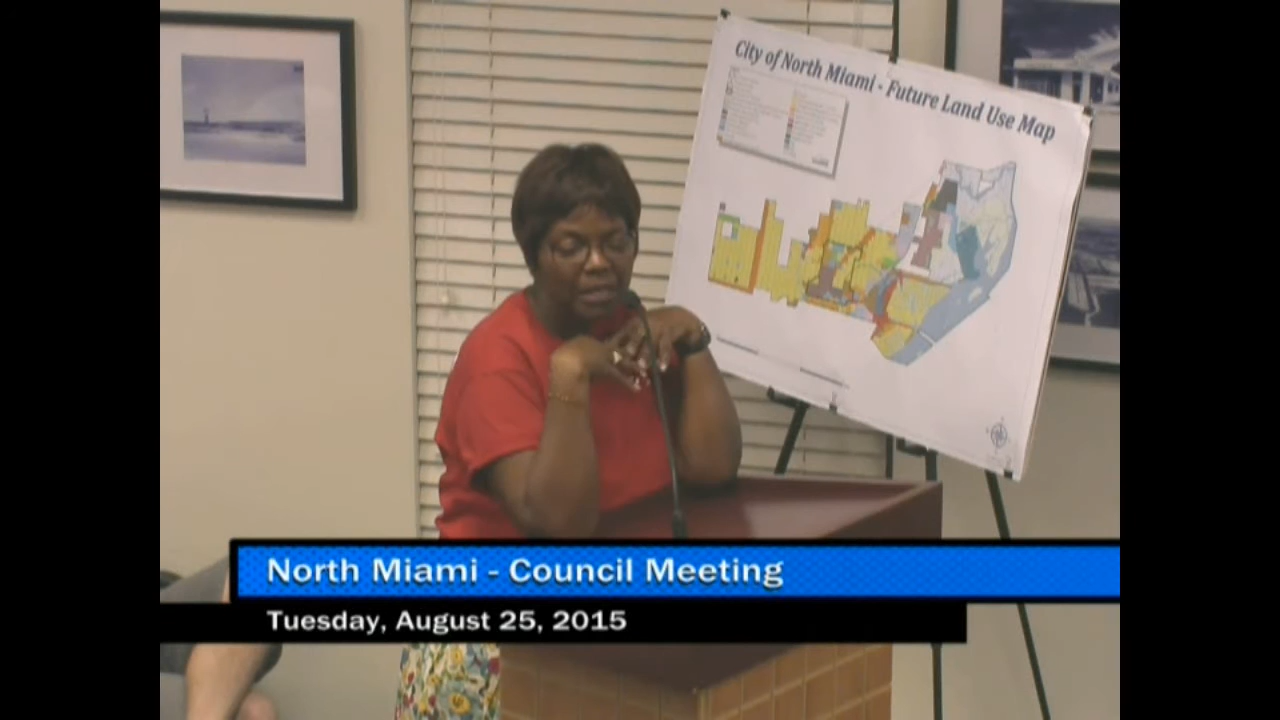 City of North Miami - Future Land Use Map
North Miami - Council Meeting
Tuesday, August 25, 2015